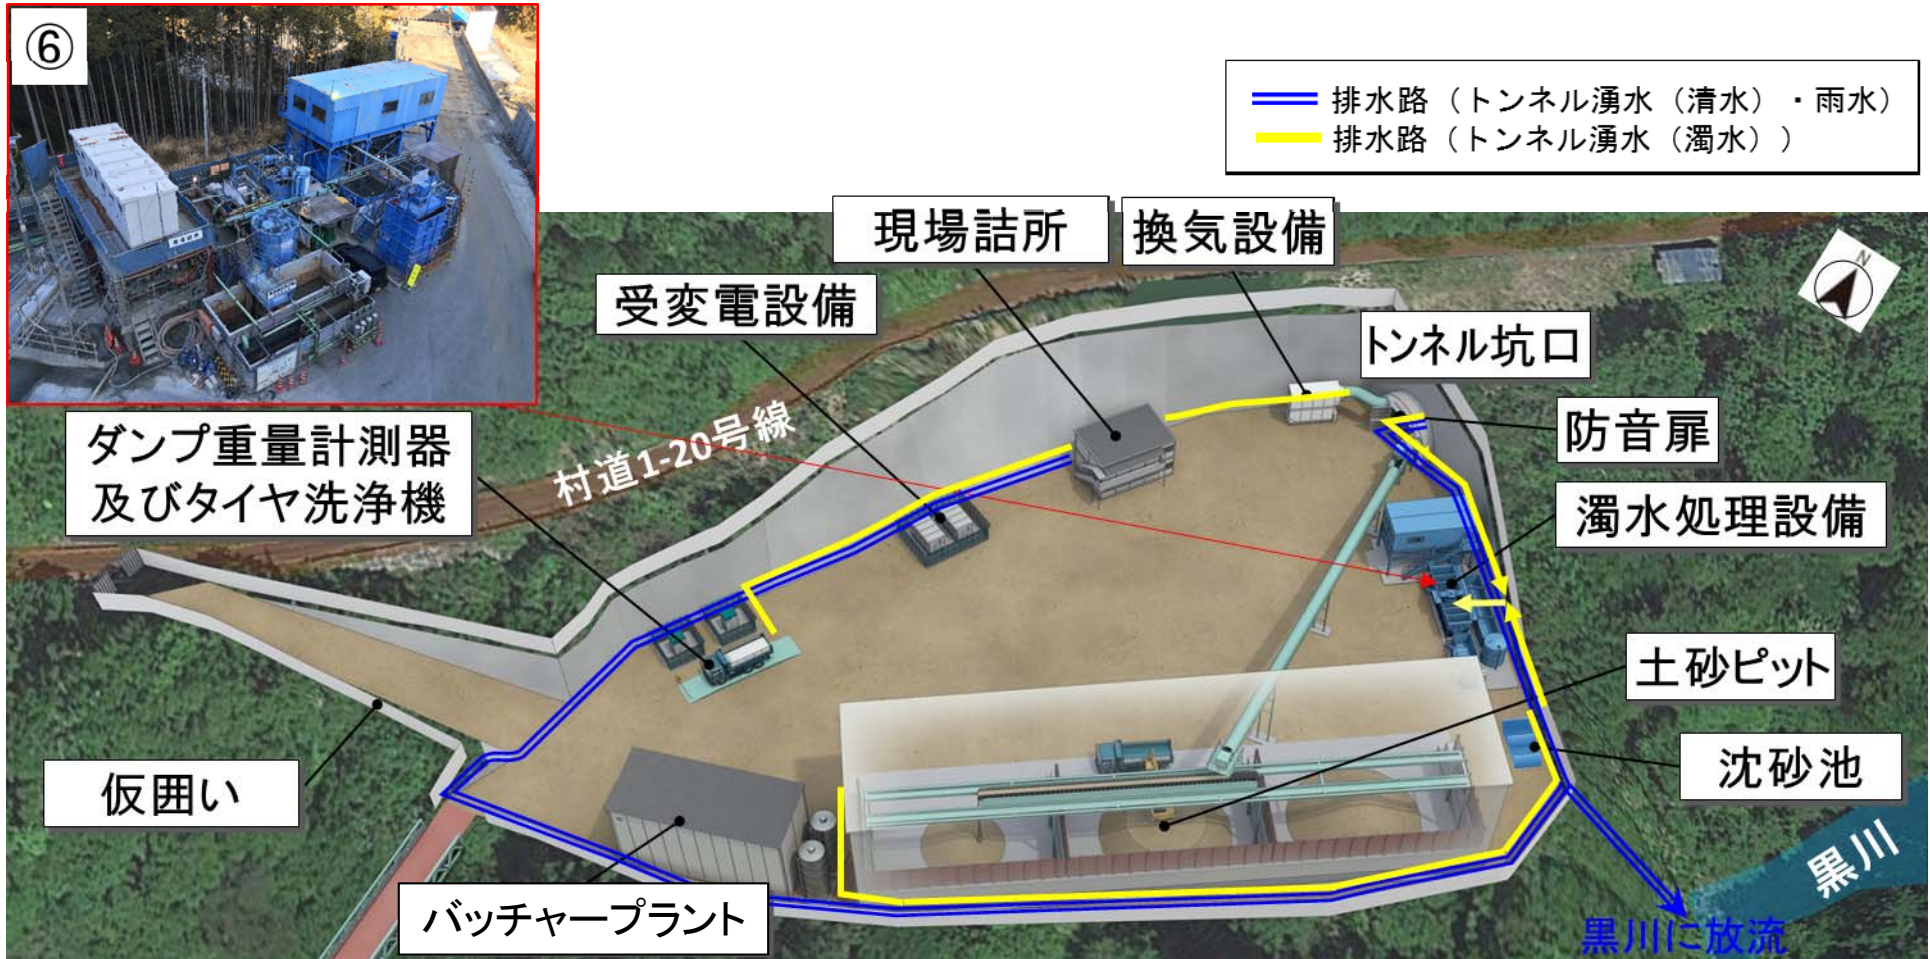 ⑥
排水路（トンネル湧水（清水）・雨水）
排水路（トンネル湧水（濁水））
現場詰所
換気設備
N
受変電設備
トンネル坑口
防音扉
ダンプ重量計測器
及びタイヤ洗浄機
村道1-20号線
濁水処理設備
土砂ピット
仮囲い
沈砂池
黒川
バッチャープラント
黒川に放流